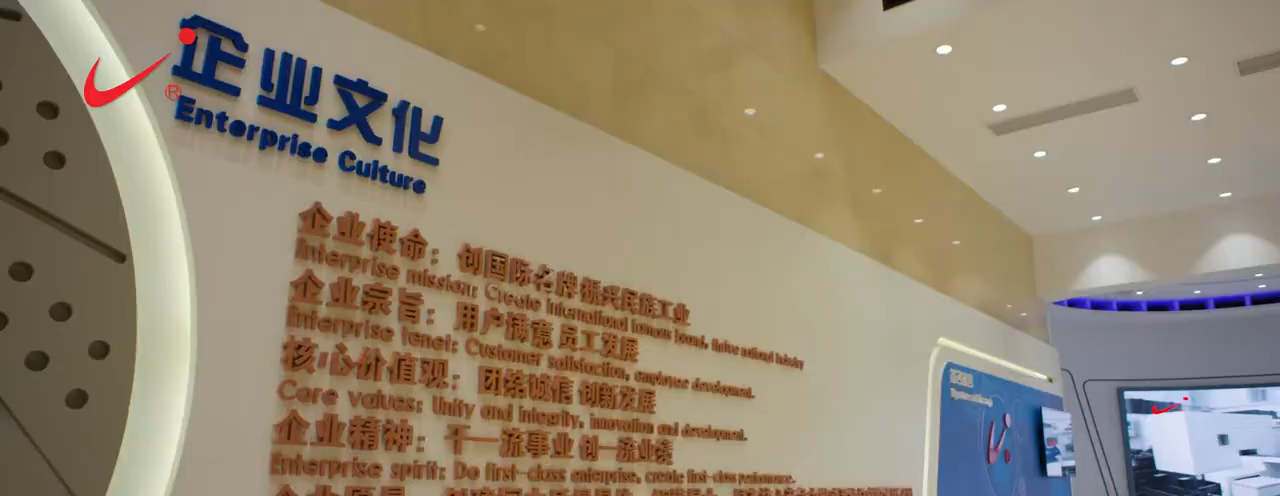 企业文化
®
Enterprise Culture
企业使命：创国际名牌 振兴民族工业
Enterprise mission: Create international famous brand, thrive national industry
企业宗旨：用户满意 员工发展
Enterprise tenet: Customer satisfaction, employee development.
核心价值观：团结诚信 创新发展
Core values: Unity and integrity, innovation and development.
企业精神：干一流事业 创一流业绩
Enterprise spirit: Do first-class enterprise, create first-class performance.